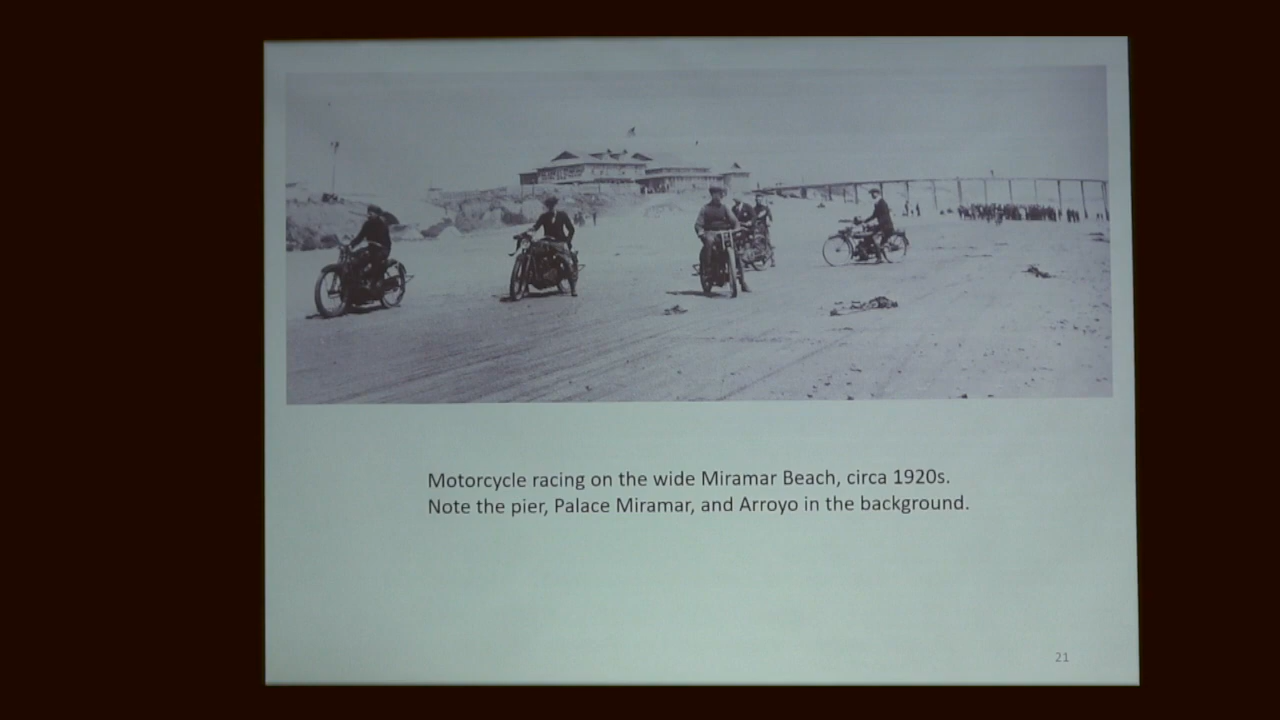 Motorcycle racing on the wide Miramar Beach, circa 1920s.
Note the pier, Palace Miramar, and Arroyo in the background.
21